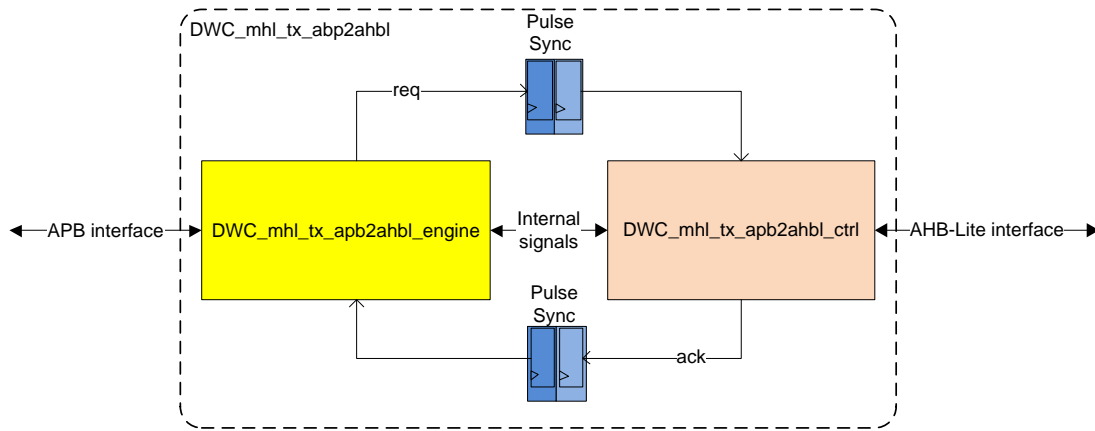 DWC_mhl_tx_abp2ahbl
Pulse
Sync
req
APB interface
DWC_mhl_tx_apb2ahbl_engine
Internal
signals
DWC_mhl_tx_apb2ahbl_ctrl
AHB-Lite interface
Pulse
Sync
ack